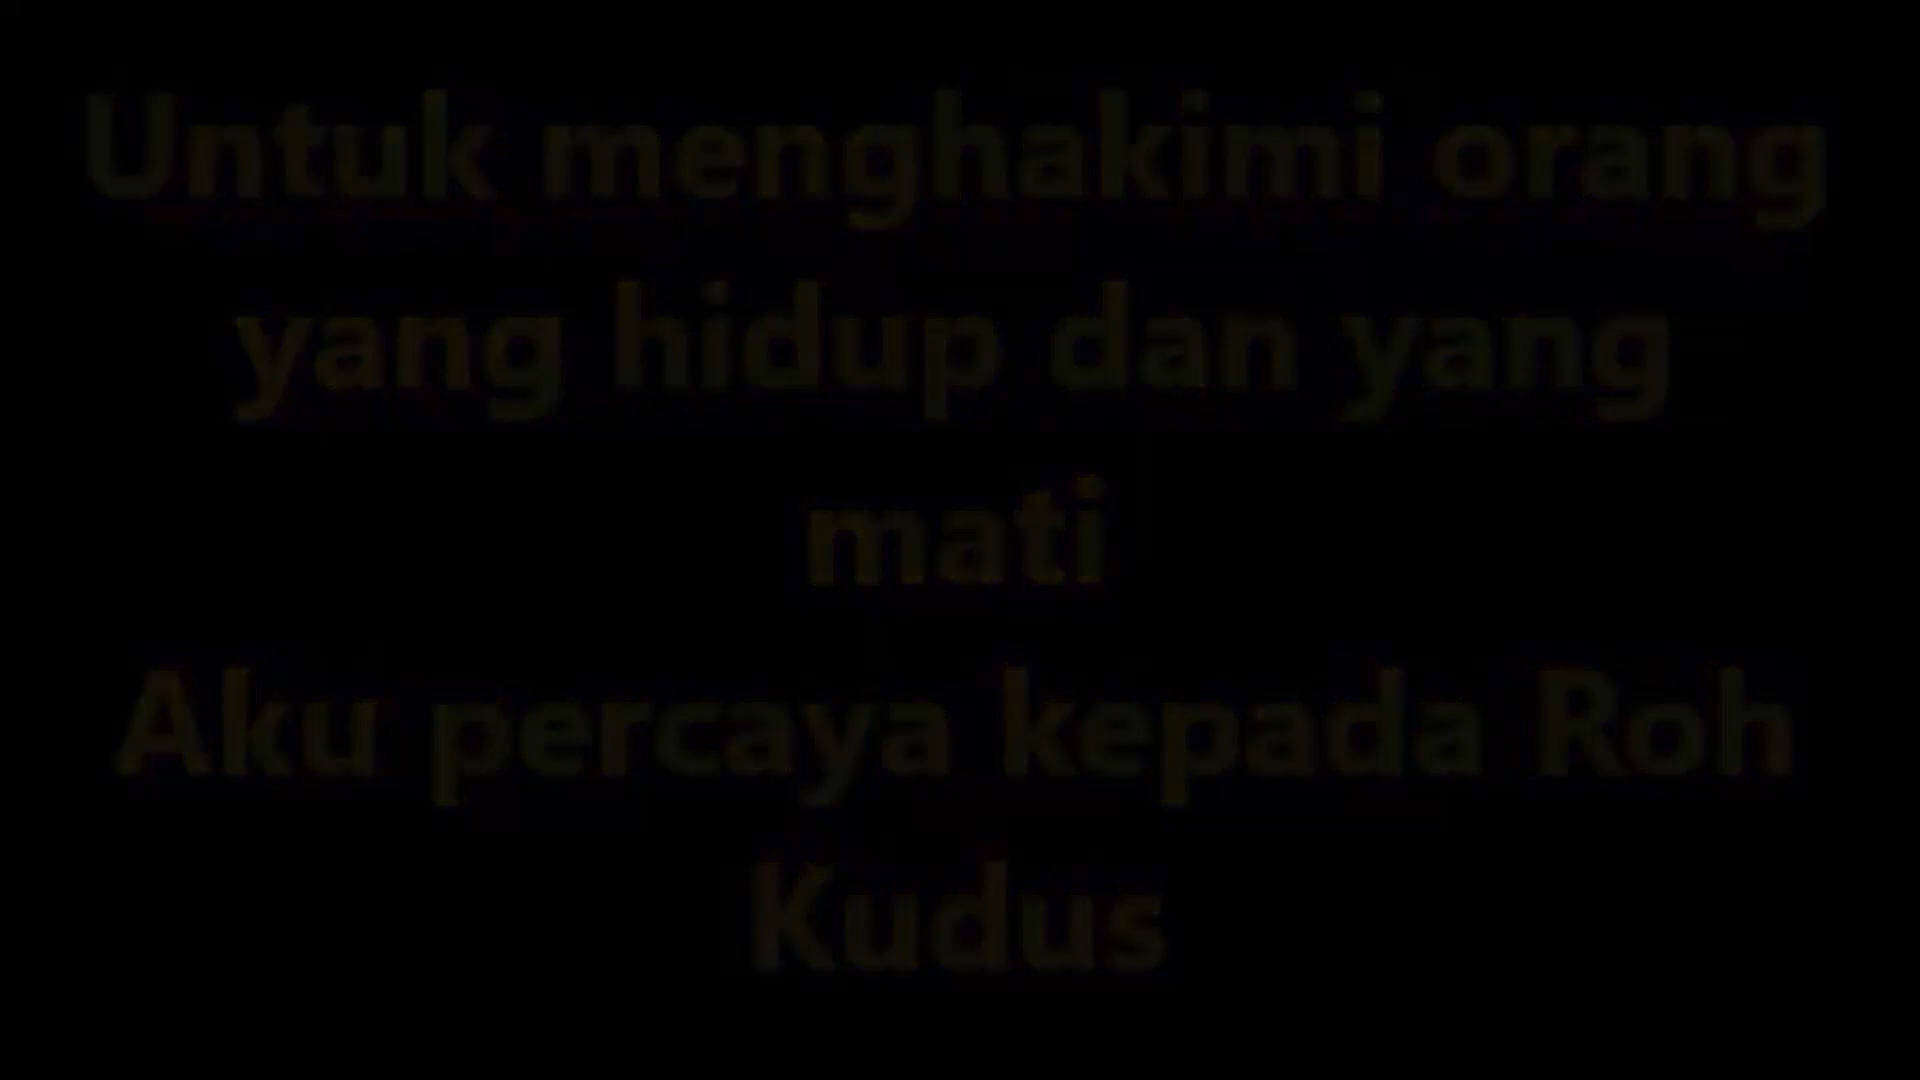 Untuk menghakimi orang
yang hidup dan yang
mati
Aku percaya kepada Roh
Kudus